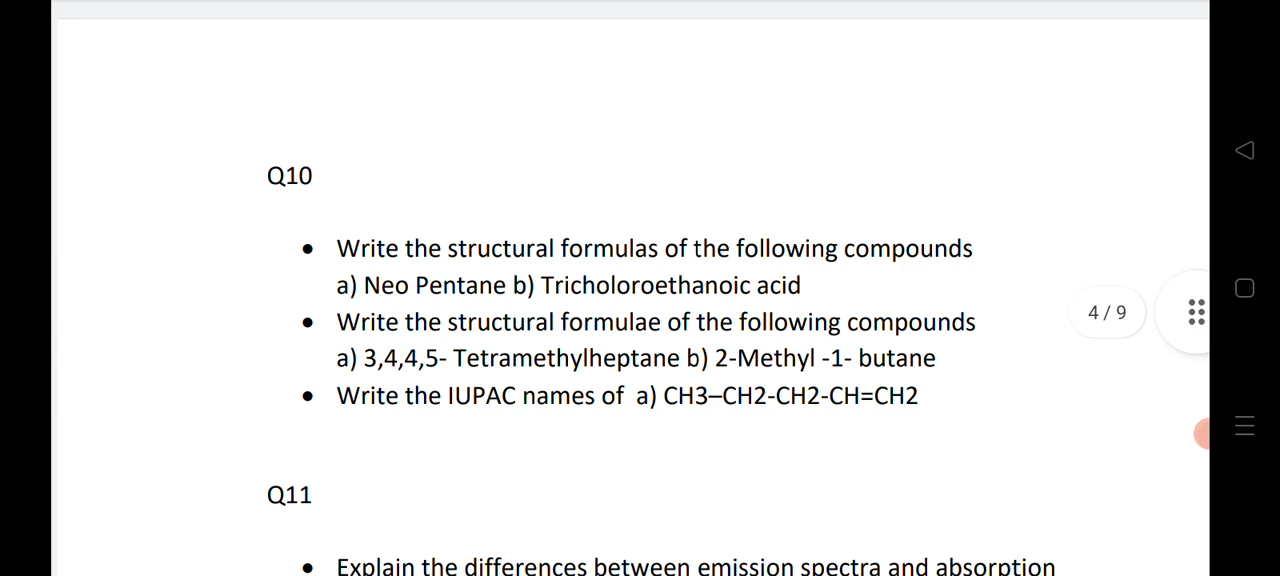 Q10
• Write the structural formulas of the following compounds
a) Neo Pentane b) Tricholoroethanoic acid
• Write the structural formulae of the following compounds
a) 3,4,4,5- Tetramethylheptane b) 2-Methyl -1- butane
• Write the IUPAC names of  a) CH3–CH2-CH2-CH=CH2
4 / 9
Q11
• Explain the differences between emission spectra and absorption